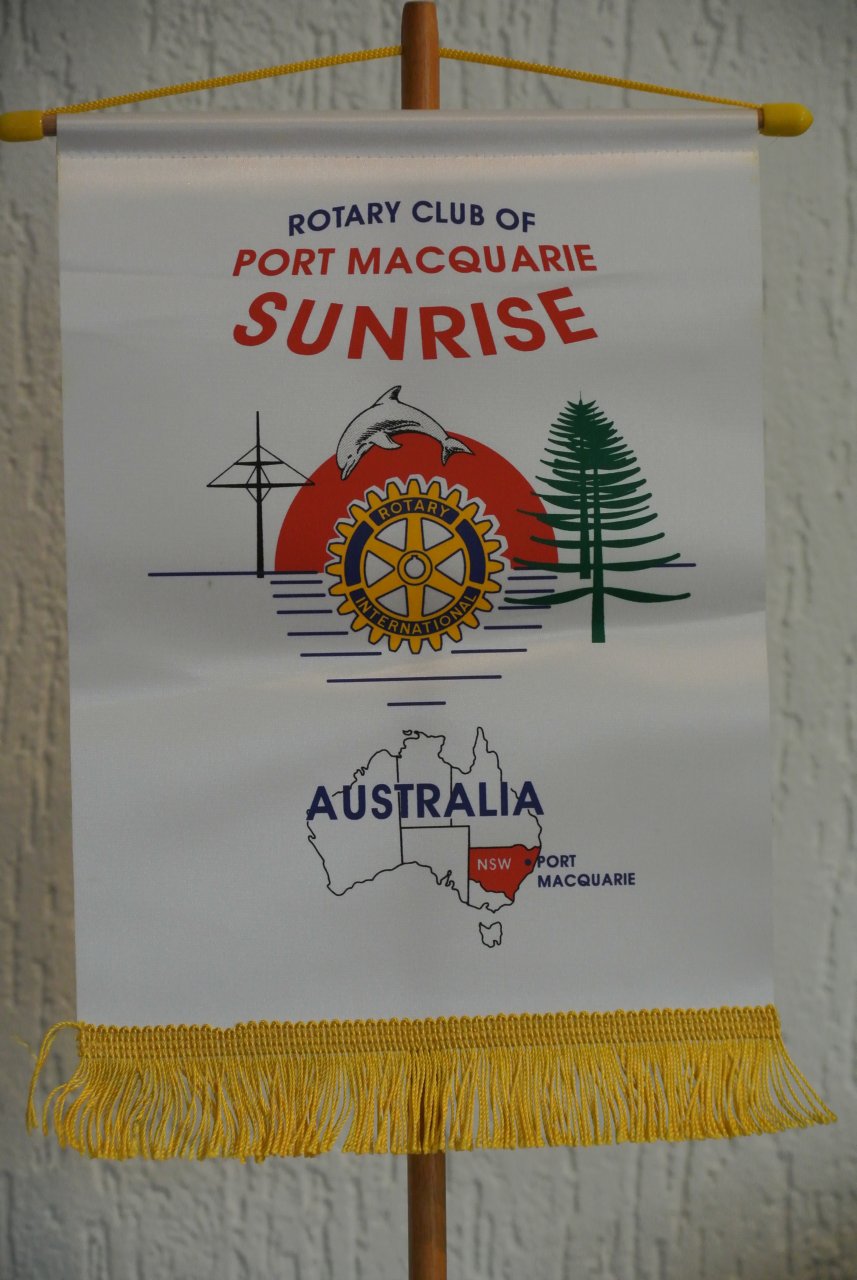 ROTARY CLUB OF
PORT MACQUARIE
SUNRISE
ROTARY
INTERNATIONAL
AUSTRALIA
NSW
PORT
MACQUARIE